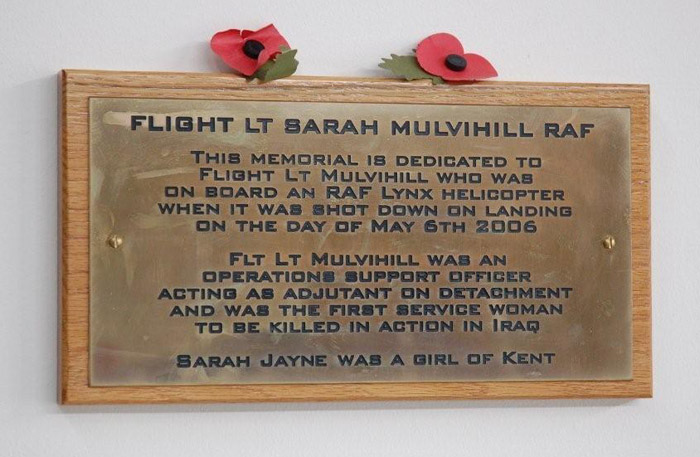 FLIGHT LT SARAH MULVIHILL RAF
THIS MEMORIAL IS DEDICATED TO
FLIGHT LT MULVIHILL WHO WAS
ON BOARD AN RAF LYNX HELICOPTER
WHEN IT WAS SHOT DOWN ON LANDING
ON THE DAY OF MAY 6TH 2006
FLT LT MULVIHILL WAS AN
OPERATIONS SUPPORT OFFICER
ACTING AS ADJUTANT ON DETACHMENT
AND WAS THE FIRST SERVICE WOMAN
TO BE KILLED IN ACTION IN IRAQ
SARAH JAYNE WAS A GIRL OF KENT